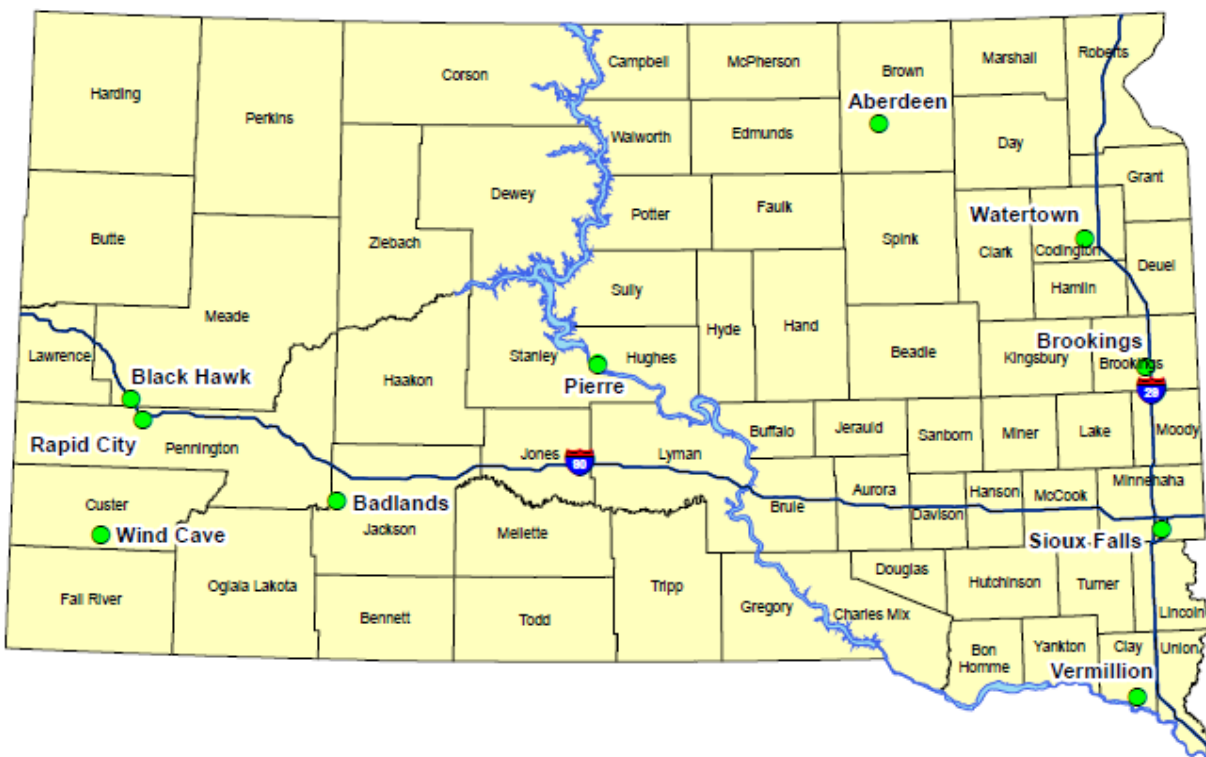 Harding
Perkins
Corson
Campbell
McPherson
Brown
Marshall
Roberts
Aberdeen
Walworth
Edmunds
Day
Dewey
Grant
Butte
Ziebach
Potter
Faulk
Spink
Watertown
Clark
Codington
Deuel
Meade
Sully
Hamlin
Hyde
Hand
Lawrence
Stanley
Hughes
Beadle
Kingsbury
Brookings
Brookings
Black Hawk
Haakon
Pierre
29
Rapid City
Pennington
Jones
90
Lyman
Buffalo
Jerauld
Sanborn
Miner
Lake
Moody
Custer
Badlands
Brule
Aurora
Davison
Hanson
McCook
Minnehaha
Wind Cave
Jackson
Mellette
Sioux Falls
Fall River
Oglala Lakota
Bennett
Todd
Tripp
Gregory
Douglas
Charles Mix
Hutchinson
Turner
Lincoln
Bon
Homme
Yankton
Clay
Union
Vermillion